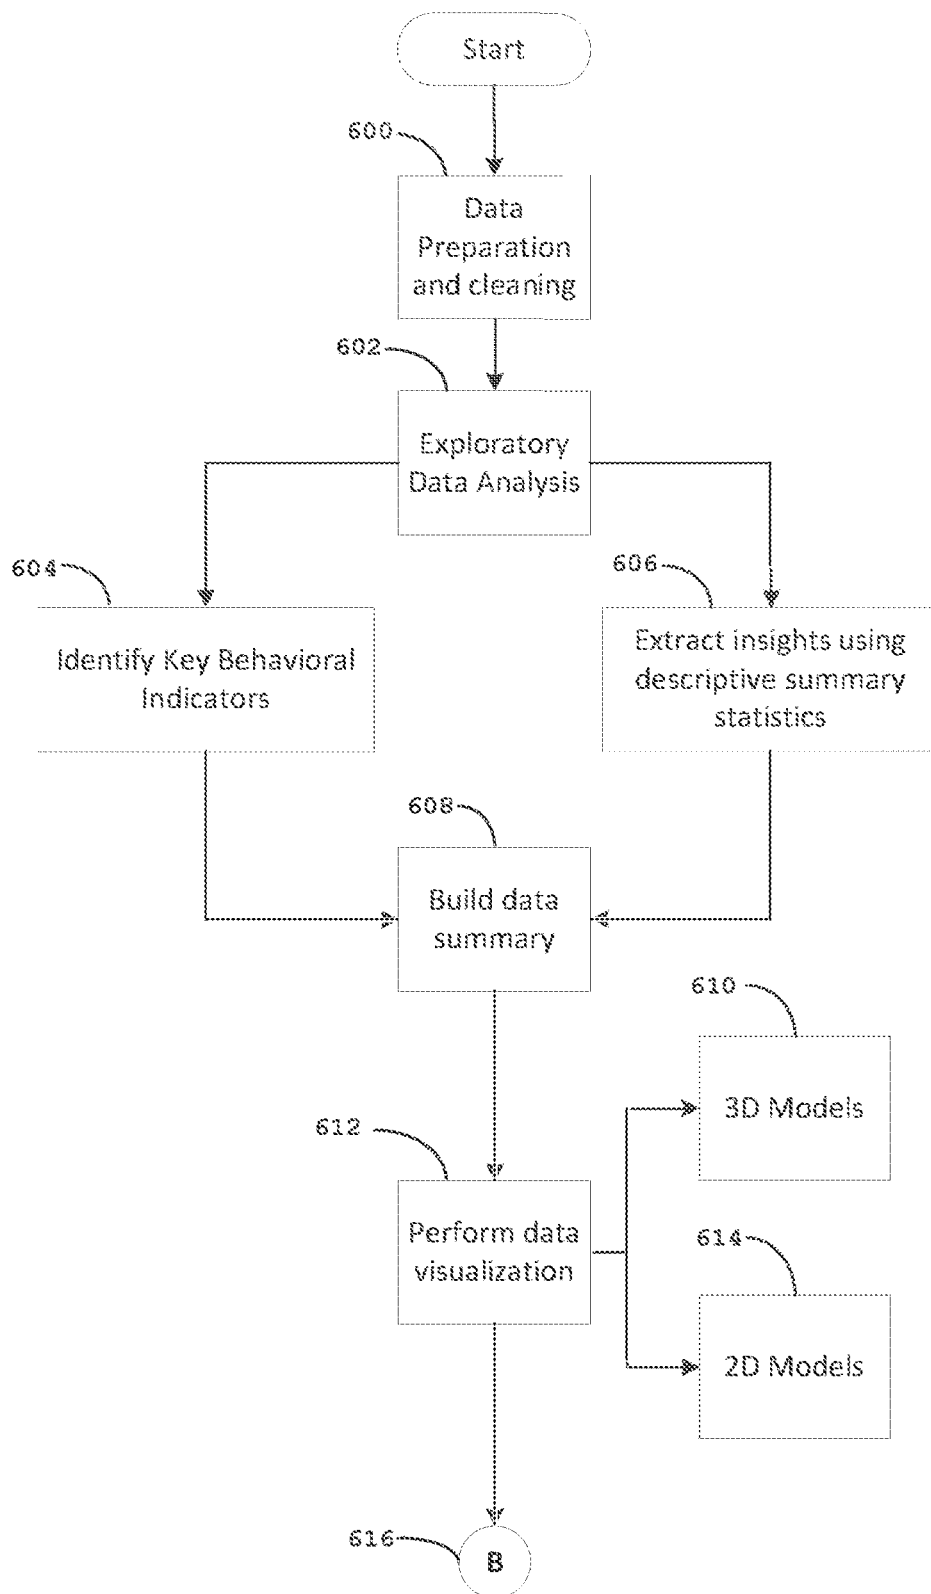 Start
600
Data
Preparation
and cleaning
602
Exploratory
Data Analysis
604
Identify Key Behavioral
Indicators
606
Extract insights using
descriptive summary
statistics
608
Build data
summary
610
3D Models
612
Perform data
visualization
614
2D Models
616
B